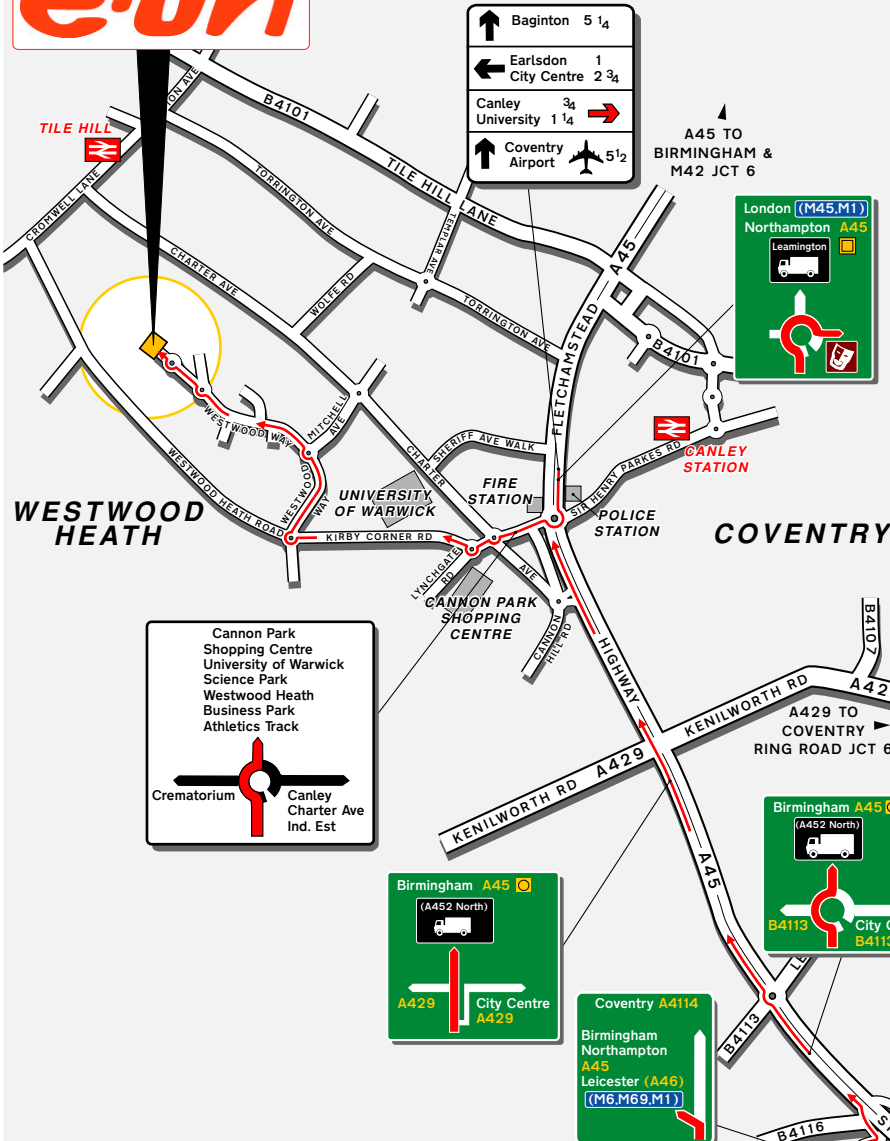 e·on
Baginton 5 1/4
Earlsdon 1
City Centre 2 3/4
Canley 3/4
University 1 1/4
Coventry
Airport 5 1/2
TILE HILL
B4101
TILE HILL LANE
CROMWELL LANE
ON AVE
TORRINGTON AVE
TEMPLAR AVE
CHARTER AVE
WOLFE RD
TORRINGTON AVE
A45 TO
BIRMINGHAM &
M42 JCT 6
A45
FLETCHAMSTEAD
London (M45,M1)
Northampton A45
Leamington
B4101
CANLEY
STATION
SIR HENRY PARKES RD
WESTWOOD WAY
MITCHELL
AVE
WESTWOOD
WAY
WESTWOOD HEATH ROAD
CHARTER
AVE
SHERIFF AVE WALK
UNIVERSITY
OF WARWICK
FIRE
STATION
POLICE
STATION
WESTWOOD
HEATH
COVENTRY
KIRBY CORNER RD
LYNCHGATE
RD
CANNON PARK
SHOPPING
CENTRE
CANNON
HILL RD
HIGHWAY
B4107
KENILWORTH RD
A42
A429 TO
COVENTRY
RING ROAD JCT 6
Cannon Park
Shopping Centre
University of Warwick
Science Park
Westwood Heath
Business Park
Athletics Track
Crematorium
Canley
Charter Ave
Ind. Est
KENILWORTH RD
A429
A45
Birmingham A45
(A452 North)
B4113
City C
B4113
Birmingham A45
(A452 North)
A429
City Centre
A429
LE
B4113
Coventry A4114
Birmingham
Northampton
A45
Leicester (A46)
(M6,M69,M1)
B4116
S